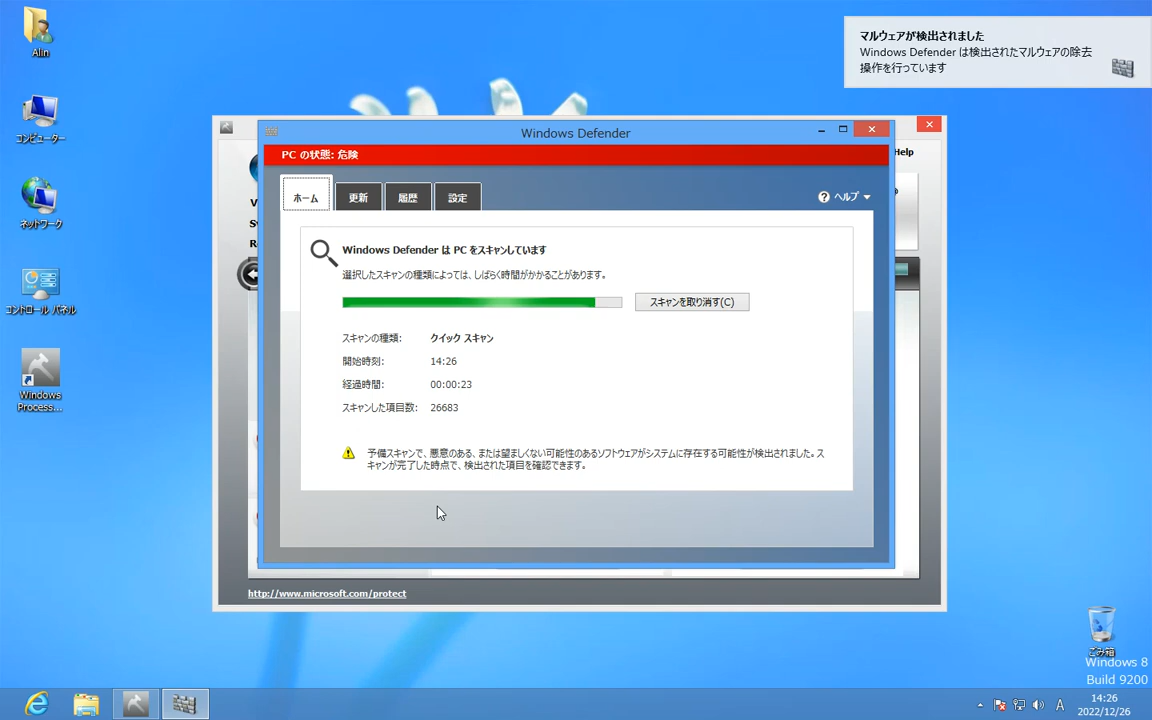 Alin
コンピューター
ネットワーク
コントロール パネル
Windows
Process...
マルウェアが検出されました
Windows Defender は検出されたマルウェアの除去
操作を行っています
Windows Defender
Help
PC の状態: 危険
ホーム
更新
履歴
設定
ヘルプ
Windows Defender は PC をスキャンしています
選択したスキャンの種類によっては、しばらく時間がかかることがあります。
スキャンを取り消す(C)
スキャンの種類: クイック スキャン
開始時刻: 14:26
経過時間: 00:00:23
スキャンした項目数: 26683
予備スキャンで、悪意のある、または望ましくない可能性のあるソフトウェアがシステムに存在する可能性が検出されました。ス
キャンが完了した時点で、検出された項目を確認できます。
http://www.microsoft.com/protect
ごみ箱
Windows 8
Build 9200
A
14:26
2022/12/26